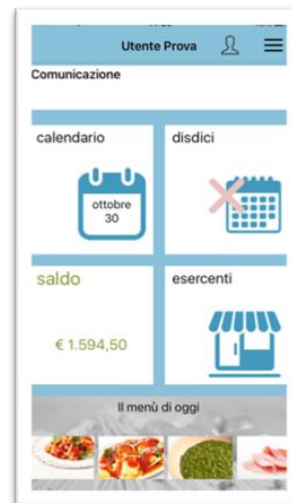 Utente Prova
Comunicazione
calendario
disdici
ottobre
30
saldo
esercenti
€ 1.594,50
Il menù di oggi